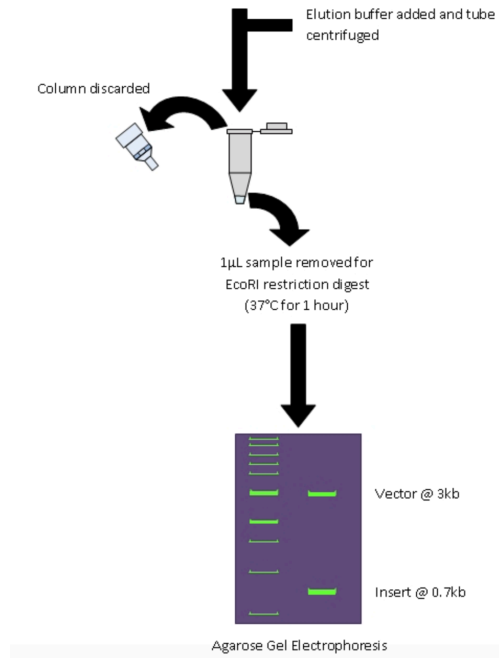 Elution buffer added and tube
centrifuged
Column discarded
1µL sample removed for
EcoRI restriction digest
(37°C for 1 hour)
Vector @ 3kb
Insert @ 0.7kb
Agarose Gel Electrophoresis